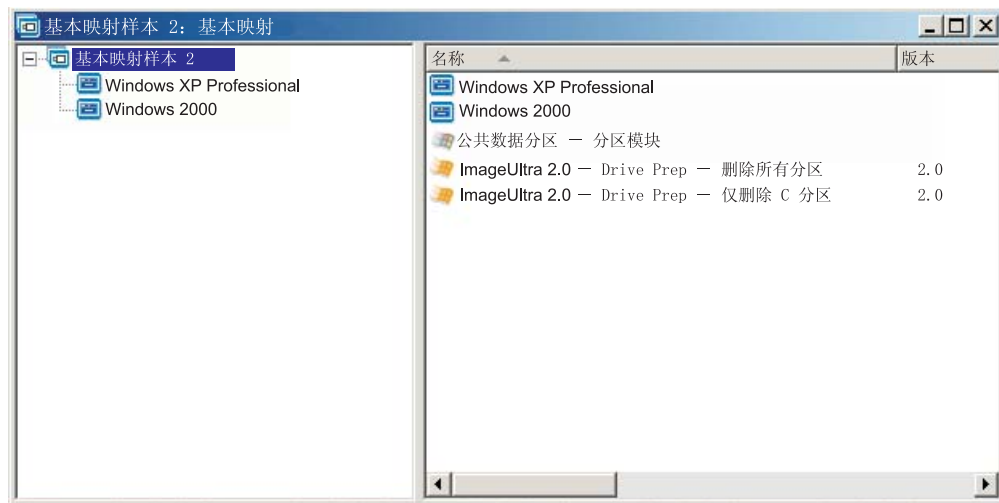 基本映射样本 2：基本映射
基本映射样本 2
Windows XP Professional
Windows 2000
名称 版本
Windows XP Professional
Windows 2000
公共数据分区 — 分区模块
ImageUltra 2.0 — Drive Prep — 删除所有分区 2.0
ImageUltra 2.0 — Drive Prep — 仅删除 C 分区 2.0